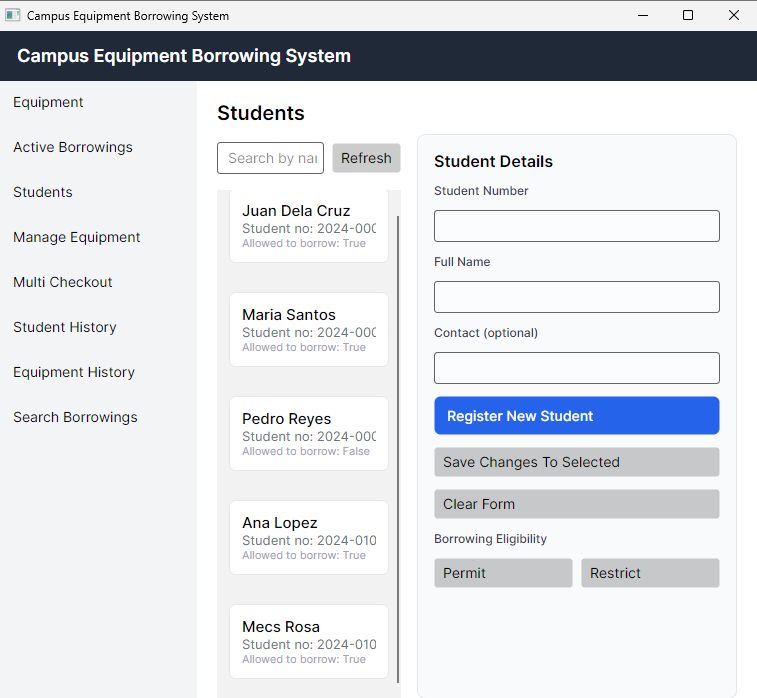 Campus Equipment Borrowing System
Campus Equipment Borrowing System
Equipment
Active Borrowings
Students
Manage Equipment
Multi Checkout
Student History
Equipment History
Search Borrowings
Students
Search by nai
Refresh
Juan Dela Cruz
Student no: 2024-000
Allowed to borrow: True
Maria Santos
Student no: 2024-000
Allowed to borrow: True
Pedro Reyes
Student no: 2024-000
Allowed to borrow: False
Ana Lopez
Student no: 2024-010
Allowed to borrow: True
Mecs Rosa
Student no: 2024-010
Allowed to borrow: True
Student Details
Student Number
Full Name
Contact (optional)
Register New Student
Save Changes To Selected
Clear Form
Borrowing Eligibility
Permit
Restrict